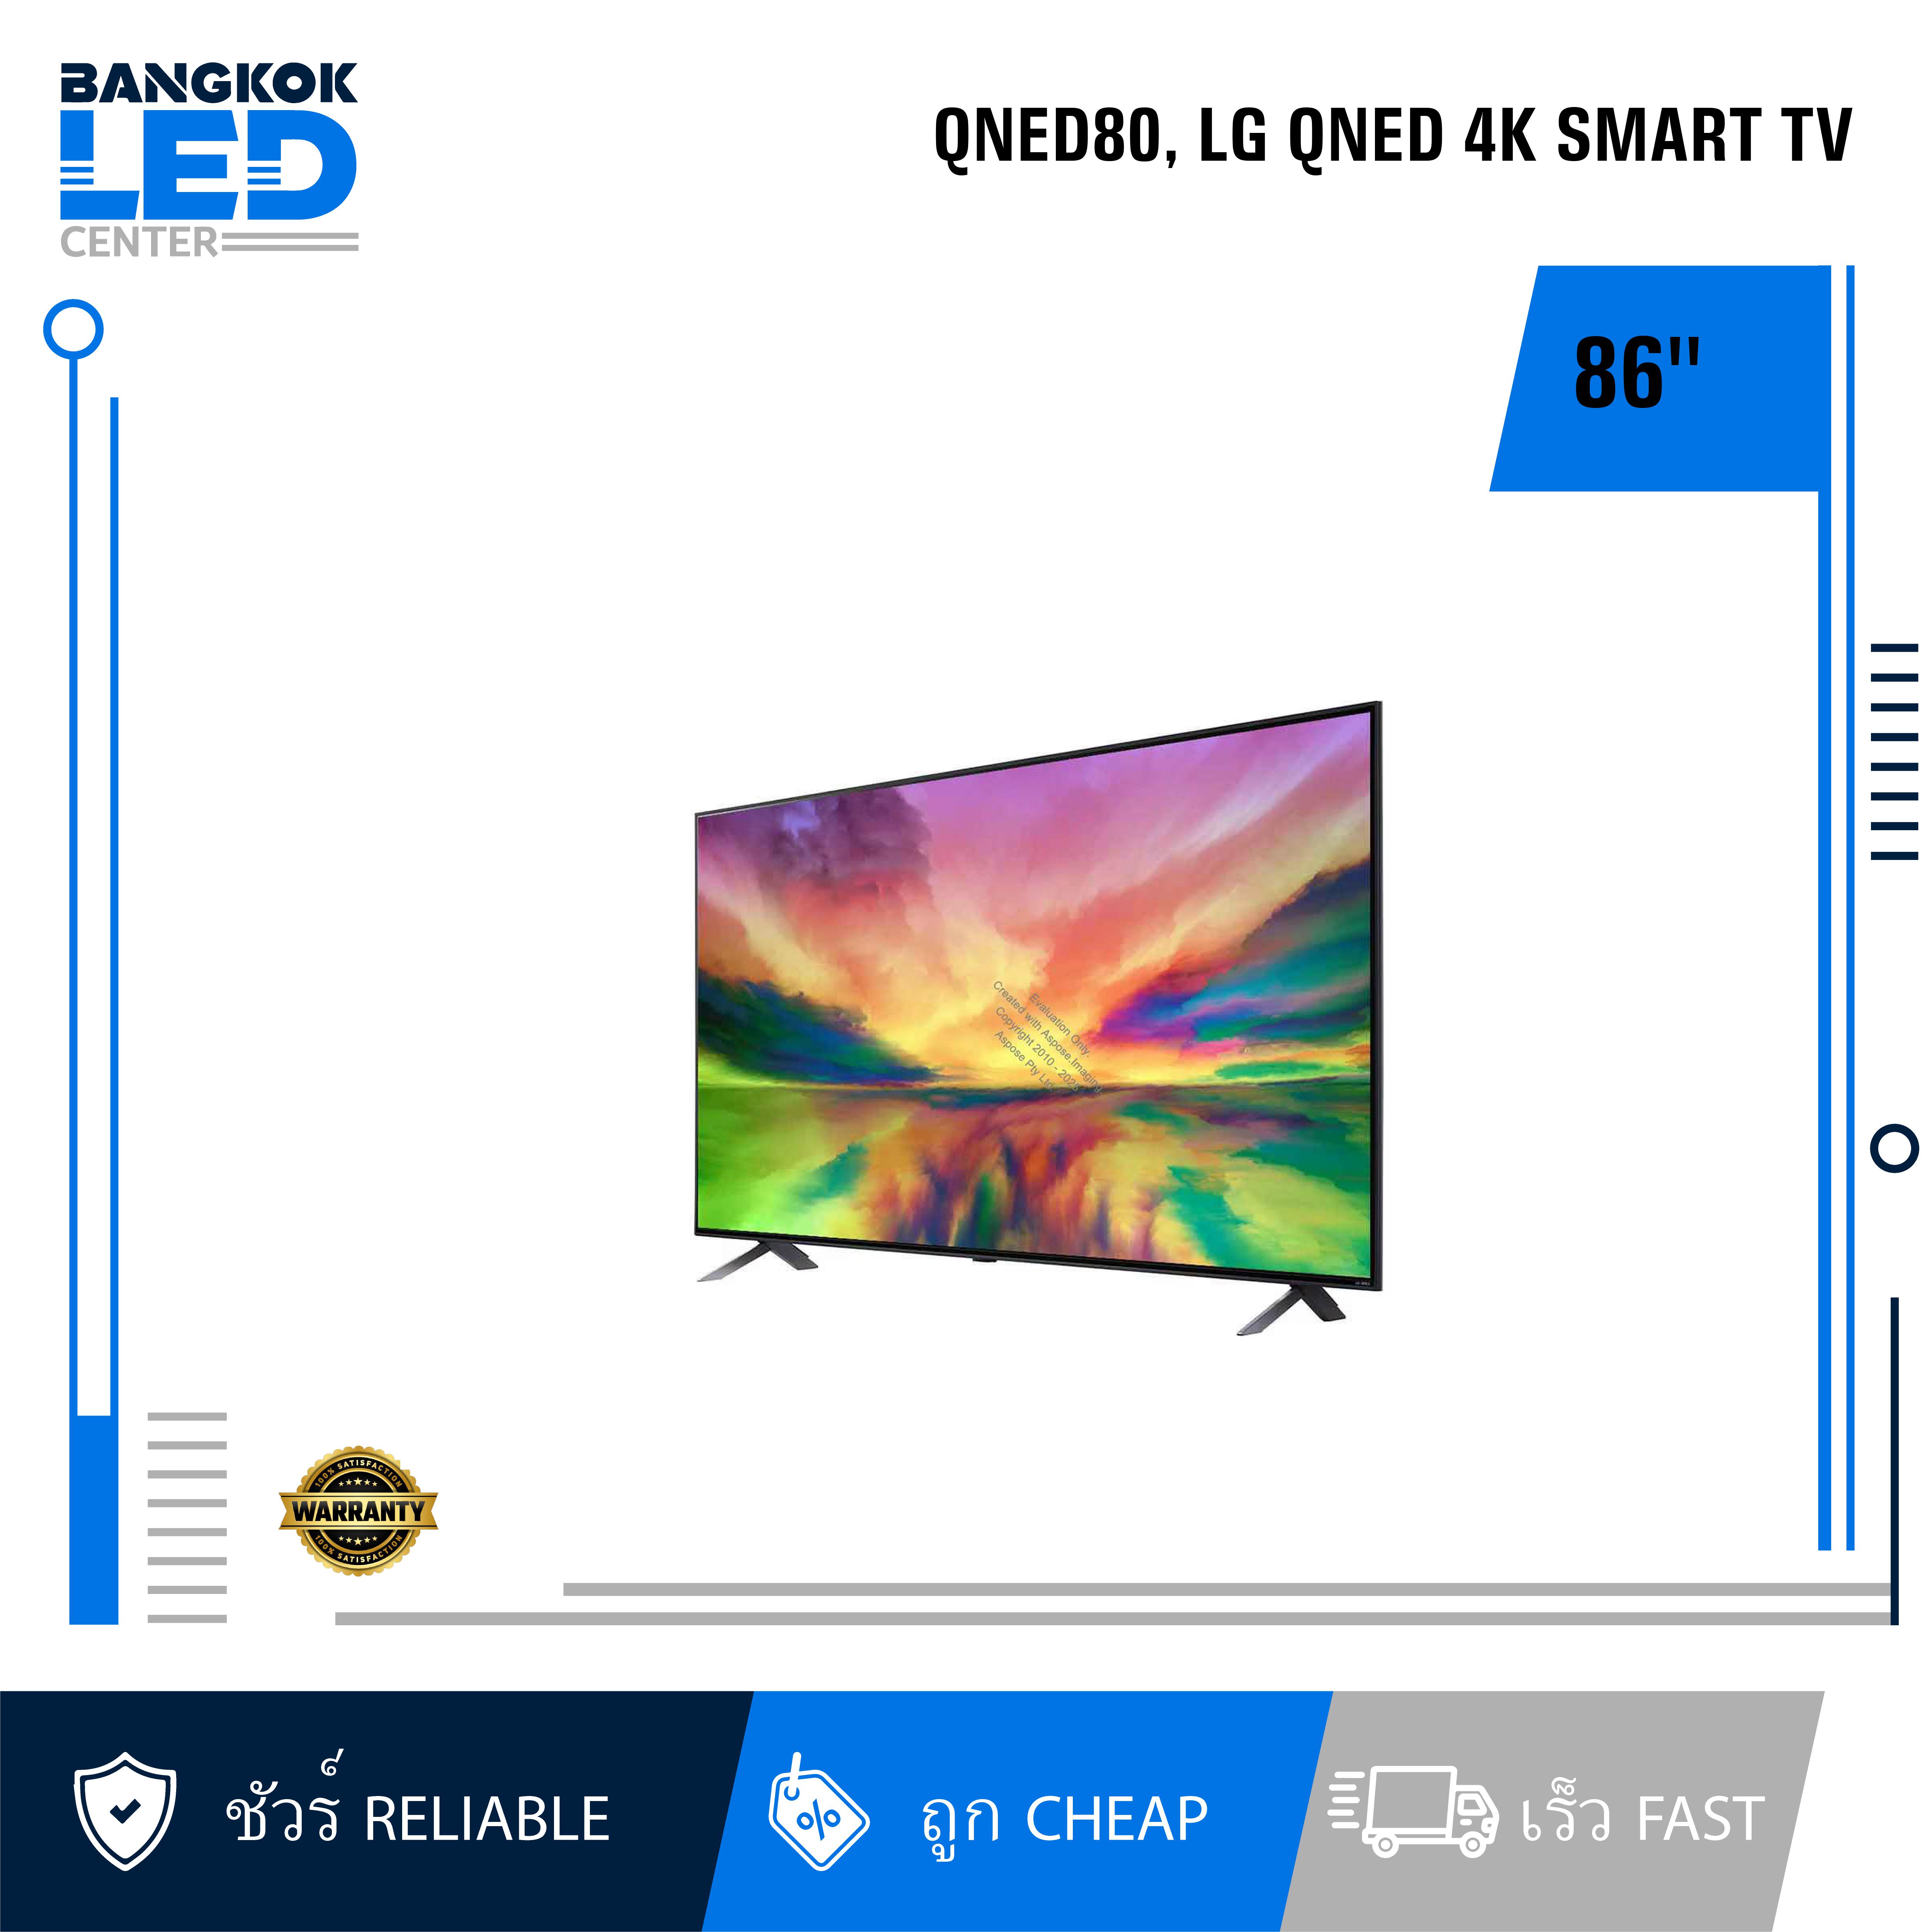 BANGKOK
LED
CENTER
QNED80, LG QNED 4K SMART TV
86"
Evaluation Only.
Created with Aspose.Imaging.
Copyright 2010 - 2023
Aspose Pty Ltd.
100% SATISFACTION
WARRANTY
100% SATISFACTION
ชัวร์ RELIABLE
%
ถูก CHEAP
เร็ว FAST